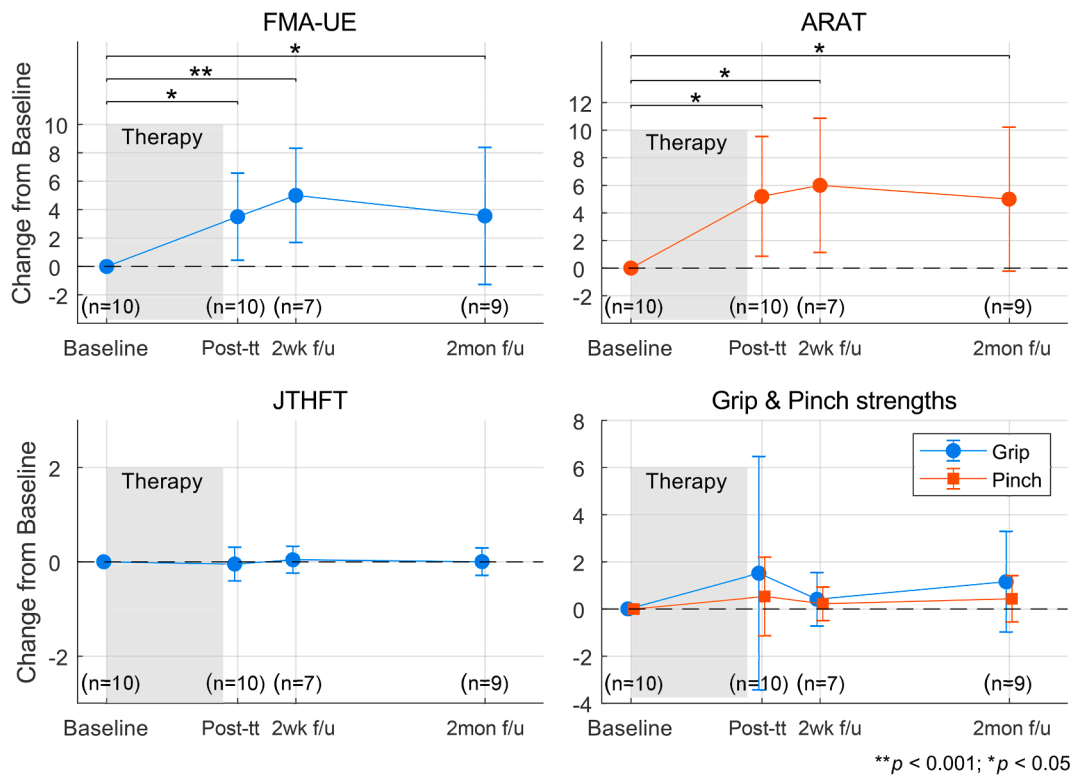 FMA-UE
*
**
*
Therapy
Change from Baseline
10
8
6
4
2
0
-2
(n=10) (n=10) (n=7) (n=9)
Baseline Post-tt 2wk f/u 2mon f/u
ARAT
*
*
*
Therapy
12
10
8
6
4
2
0
-2
(n=10) (n=10) (n=7) (n=9)
Baseline Post-tt 2wk f/u 2mon f/u
JTHFT
Therapy
Change from Baseline
2
0
-2
(n=10) (n=10) (n=7) (n=9)
Baseline Post-tt 2wk f/u 2mon f/u
Grip & Pinch strengths
Grip
Pinch
Therapy
8
6
4
2
0
-2
-4
(n=10) (n=10) (n=7) (n=9)
Baseline Post-tt 2wk f/u 2mon f/u
**p < 0.001; *p < 0.05